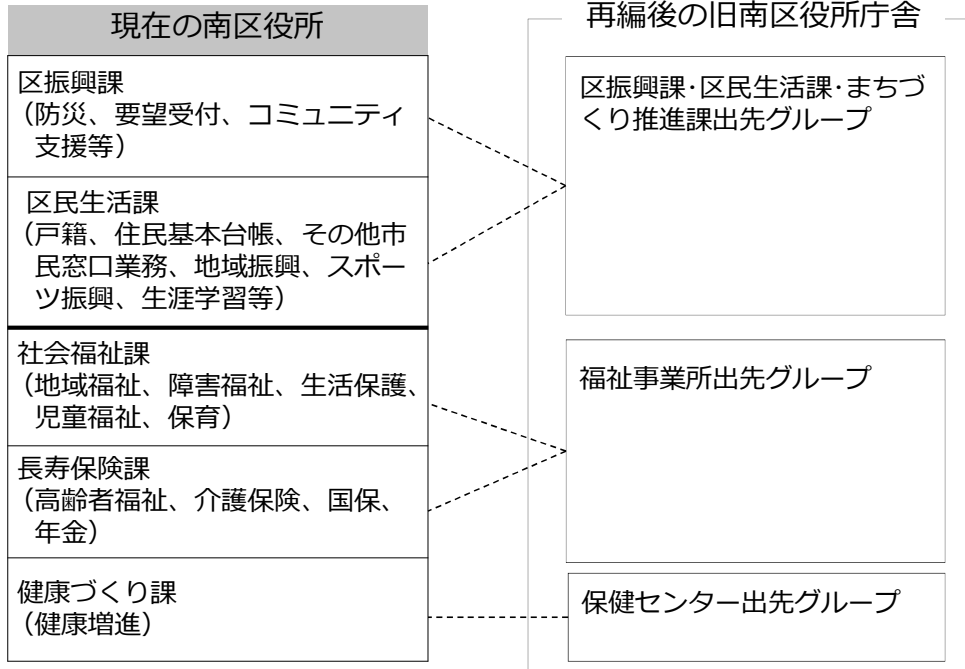 現在の南区役所
区振興課
（防災、要望受付、コミュニティ
支援等）
区民生活課
（戸籍、住民基本台帳、その他市
民窓口業務、地域振興、スポー
ツ振興、生涯学習等）
社会福祉課
（地域福祉、障害福祉、生活保護、
児童福祉、保育）
長寿保険課
（高齢者福祉、介護保険、国保、
年金）
健康づくり課
（健康増進）
再編後の旧南区役所庁舎
区振興課･区民生活課･まちづ
くり推進課出先グループ
福祉事業所出先グループ
保健センター出先グループ